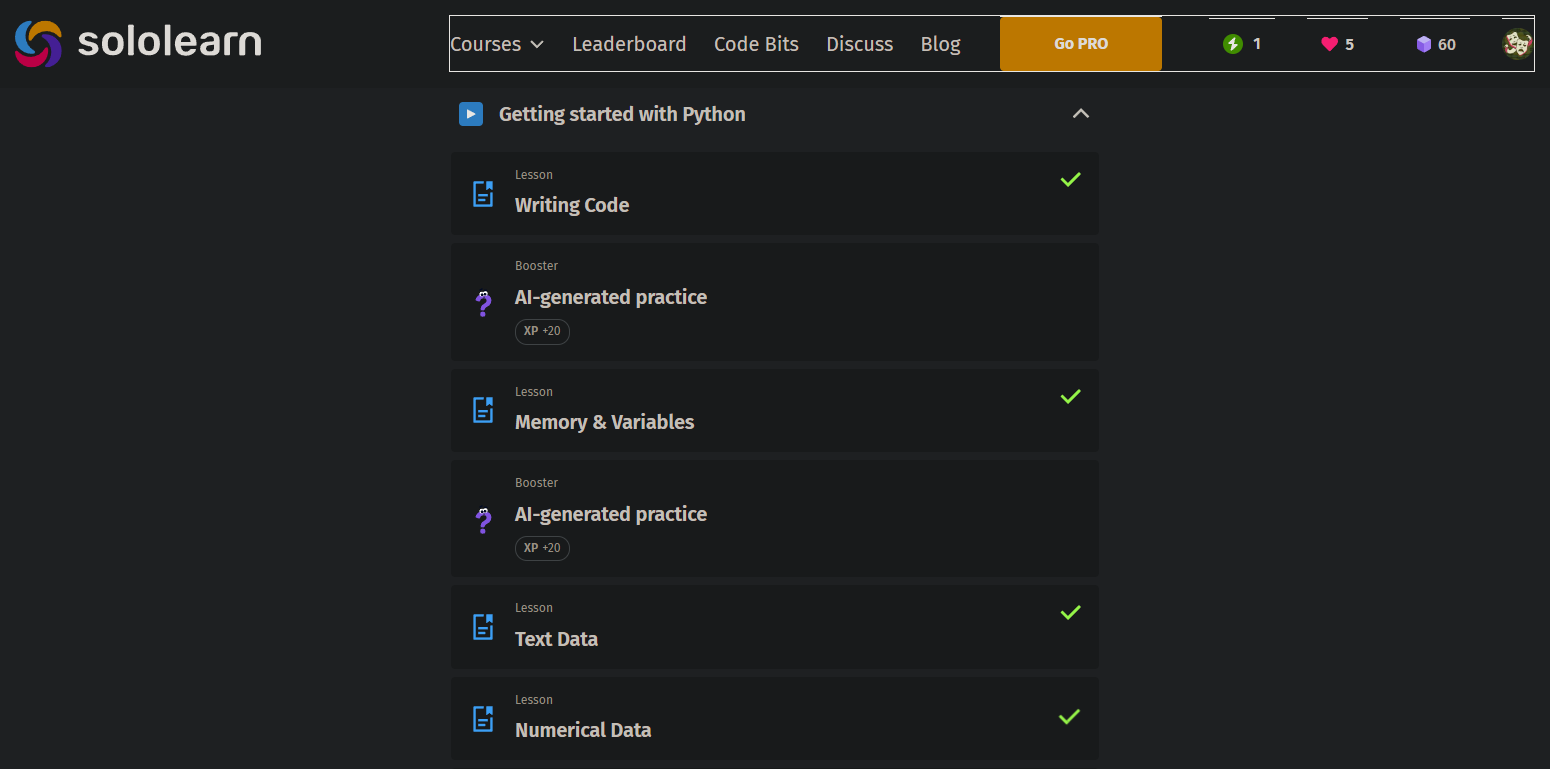 sololearn
Courses Leaderboard Code Bits Discuss Blog Go PRO 1 5 60
Getting started with Python
Lesson
Writing Code
Booster
AI-generated practice
XP +20
Lesson
Memory & Variables
Booster
AI-generated practice
XP +20
Lesson
Text Data
Lesson
Numerical Data